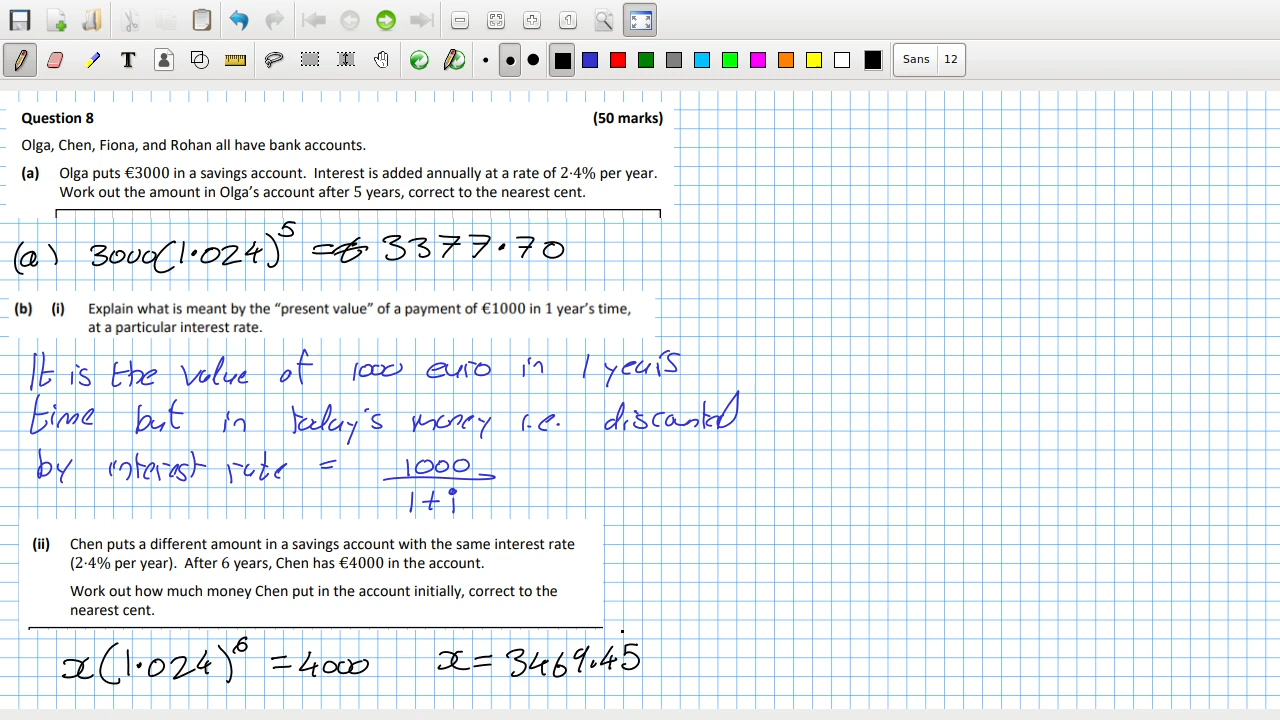 Sans 12
Question 8 (50 marks)
Olga, Chen, Fiona, and Rohan all have bank accounts.
(a) Olga puts €3000 in a savings account. Interest is added annually at a rate of 2·4% per year.
Work out the amount in Olga's account after 5 years, correct to the nearest cent.
(a) 3000(1·024)^5 = € 3377·70
(b) (i) Explain what is meant by the "present value" of a payment of €1000 in 1 year's time,
at a particular interest rate.
It is the value of 1000 euro in 1 year's
time but in today's money i.e. discounted
by interest rate = 1000
1+i
(ii) Chen puts a different amount in a savings account with the same interest rate
(2·4% per year). After 6 years, Chen has €4000 in the account.
Work out how much money Chen put in the account initially, correct to the
nearest cent.
x(1·024)^6 = 4000 x = 3469.45